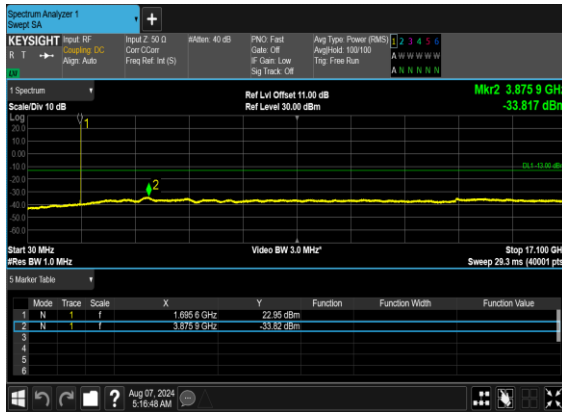 Spectrum Analyzer 1
Swept SA
+
KEYSIGHT Input: RF Input Z: 50 Ω #Atten: 40 dB PNO: Fast Avg Type: Power (RMS) 1 2 3 4 5 6
R T Coupling: DC Corr CCorr Gate: Off Avg|Hold: 100/100 A W W W W W
Align: Auto Freq Ref: Int (S) IF Gain: Low Trig: Free Run
Sig Track: Off A N N N N N
1 Spectrum Ref Lvl Offset 11.00 dB Mkr2 3.875 9 GHz
Scale/Div 10 dB Ref Level 30.00 dBm -33.817 dBm
Log
1
20.0
10.0
0.00
-10.0 DL1 -13.00 dBm
-20.0
2
-30.0
-40.0
-50.0
-60.0
Start 30 MHz Video BW 3.0 MHz* Stop 17.100 GHz
#Res BW 1.0 MHz Sweep 29.3 ms (40001 pts)
5 Marker Table
Mode Trace Scale X Y Function Function Width Function Value
1 N 1 f 1.695 6 GHz 22.95 dBm
2 N 1 f 3.875 9 GHz -33.82 dBm
3
4
5
6
? Aug 07, 2024
5:16:48 AM